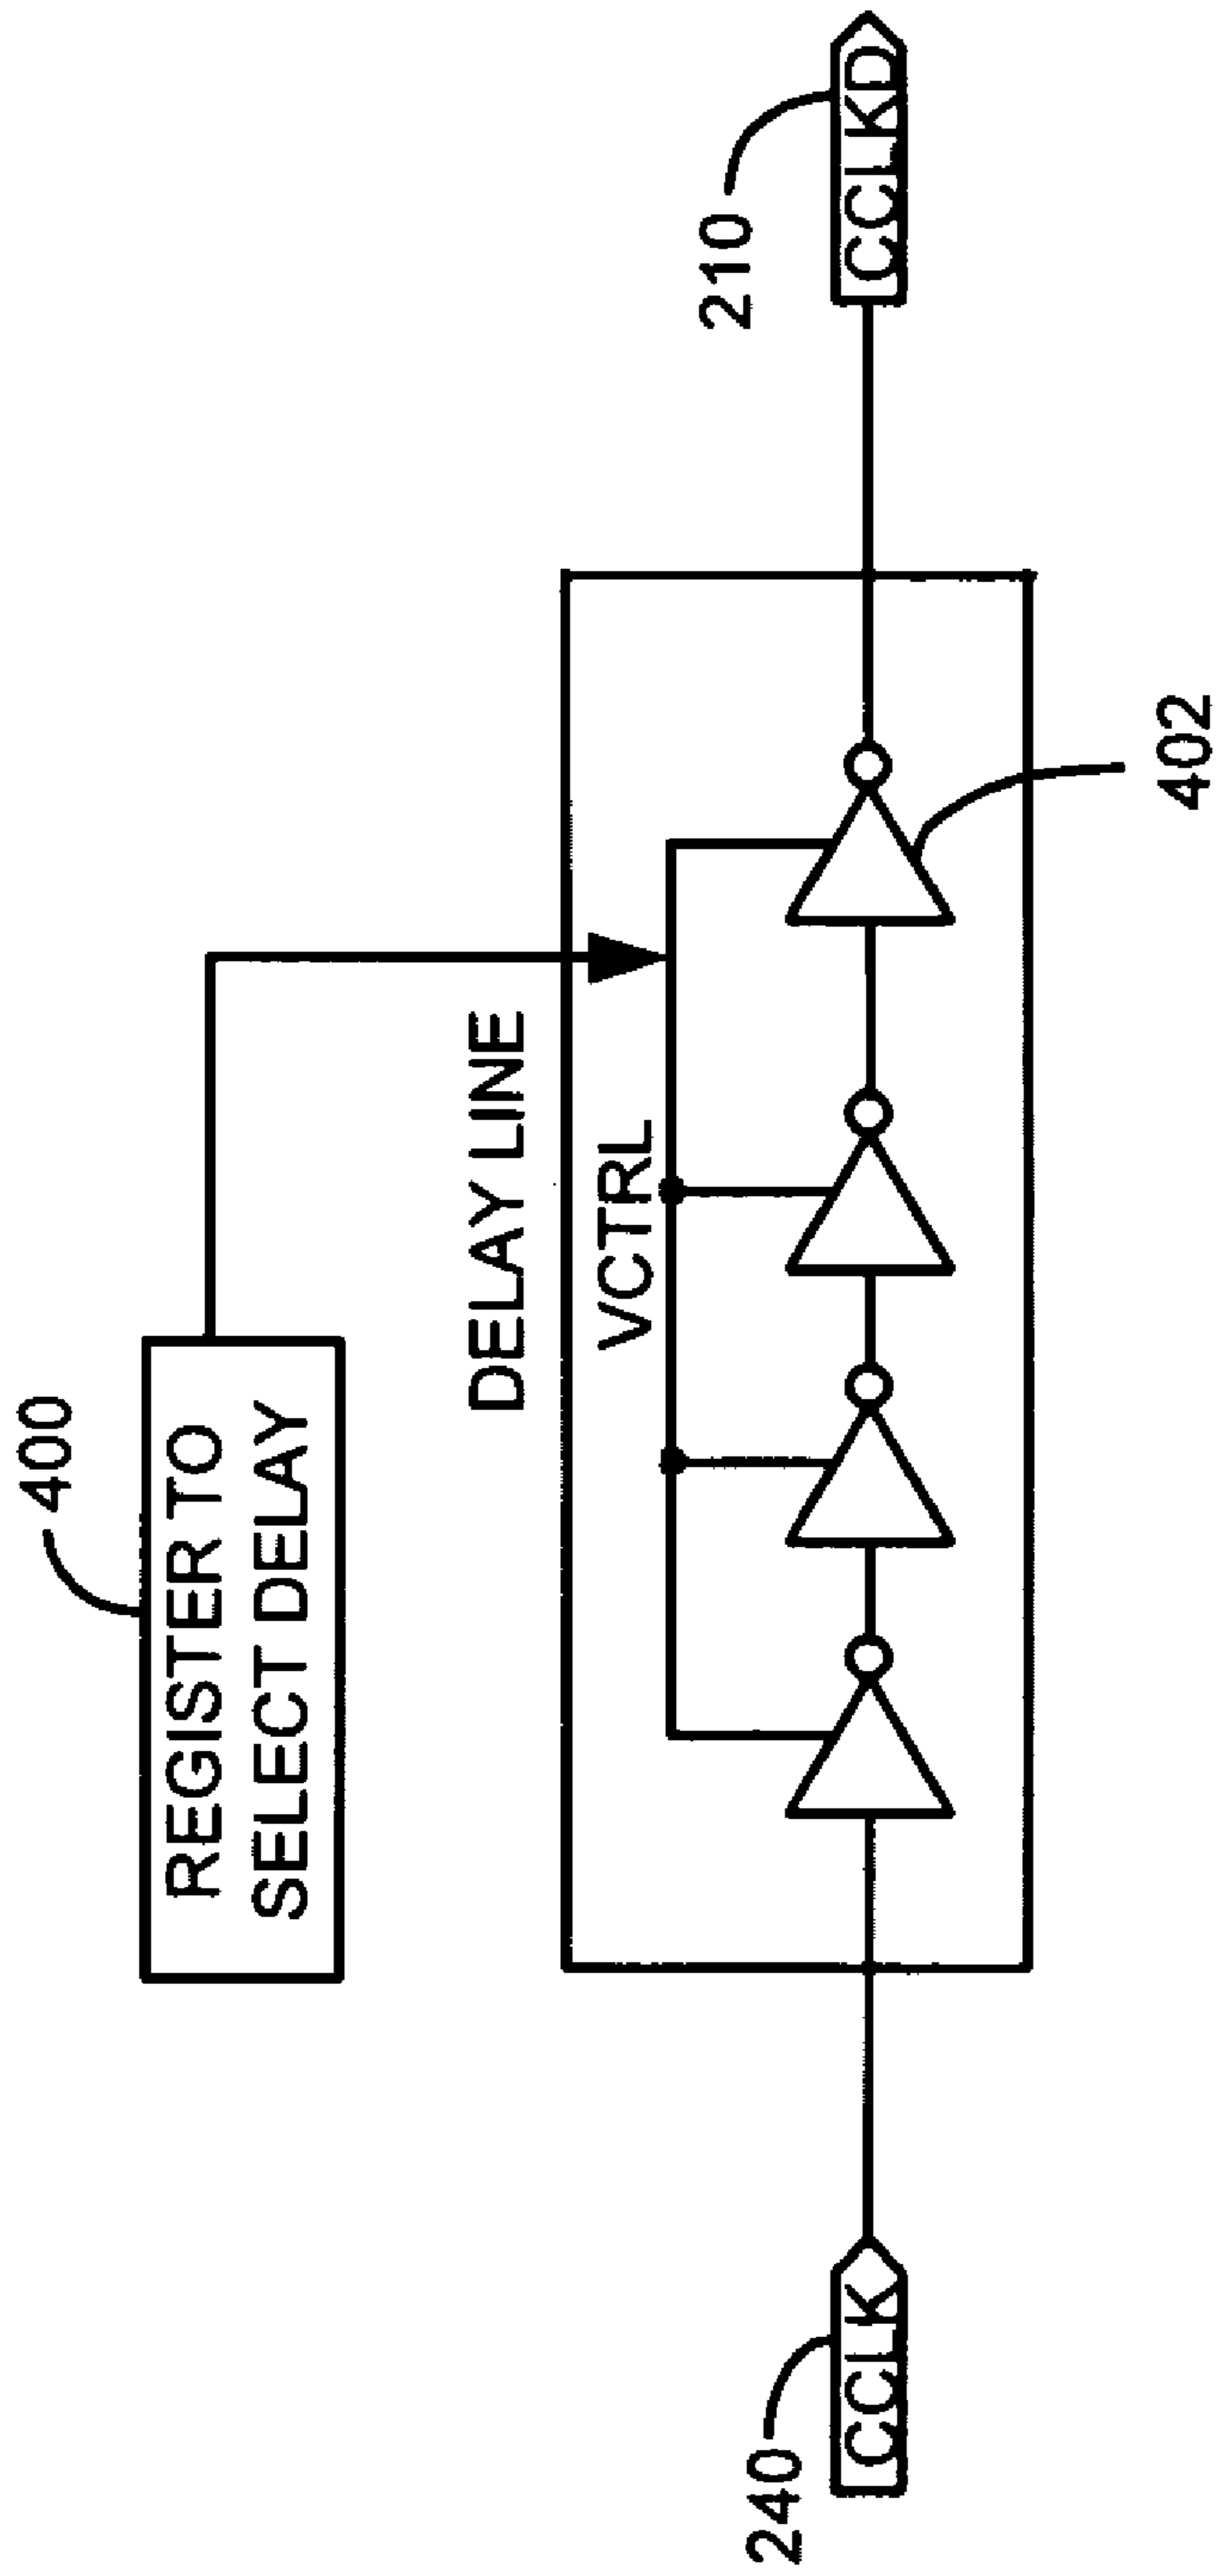 400
REGISTER TO
SELECT DELAY
DELAY LINE
VCTRL
240
CCLK
210
CCLKD
402